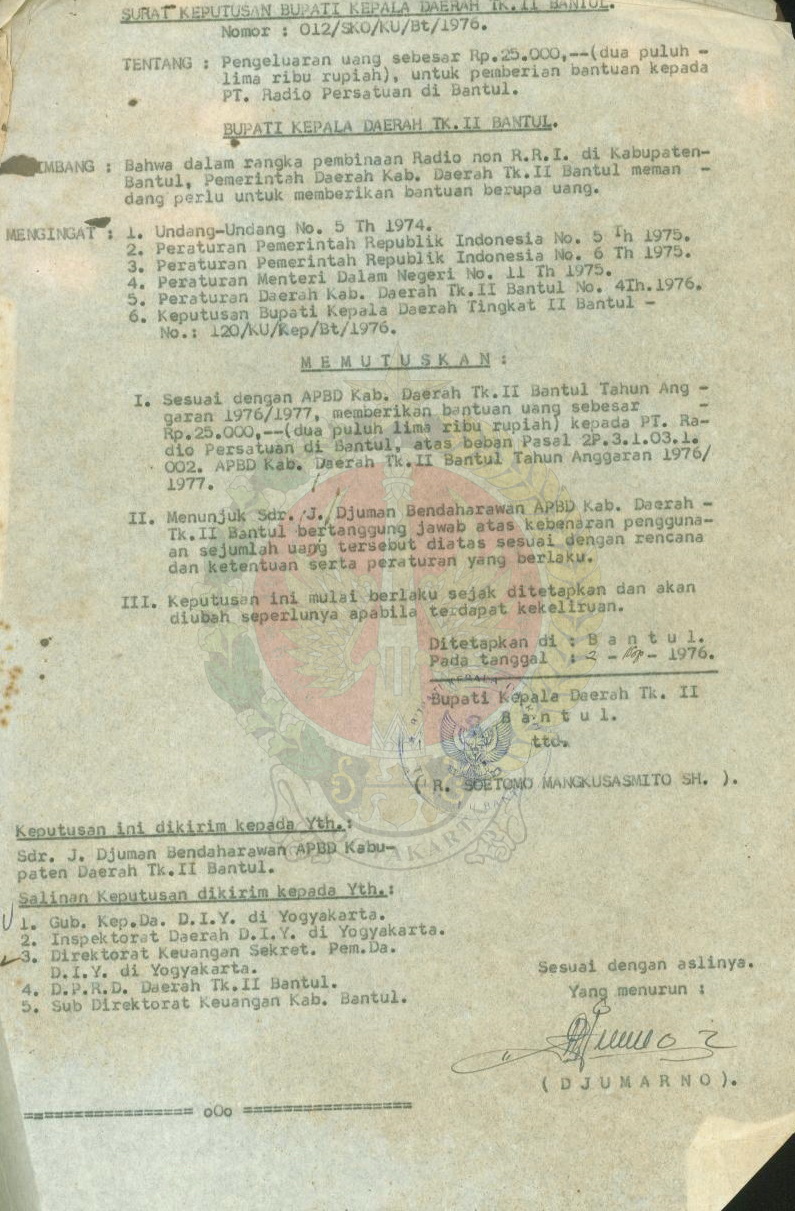 SURAT KEPUTUSAN BUPATI KEPALA DAERAH TK.II BANTUL.
Nomor : 012/SKO/KU/Bt/1976.
TENTANG : Pengeluaran uang sebesar Rp.25.000,--(dua puluh -
lima ribu rupiah), untuk pemberian bantuan kepada
PT. Radio Persatuan di Bantul.
BUPATI KEPALA DAERAH TK.II BANTUL.
IMBANG : Bahwa dalam rangka pembinaan Radio non R.R.I. di Kabupaten-
Bantul, Pemerintah Daerah Kab. Daerah Tk.II Bantul meman -
dang perlu untuk memberikan bantuan berupa uang.
MENGINGAT : 1. Undang-Undang No. 5 Th 1974.
2. Peraturan Pemerintah Republik Indonesia No. 5 Th 1975.
3. Peraturan Pemerintah Republik Indonesia No. 6 Th 1975.
4. Peraturan Menteri Dalam Negeri No. 11 Th 1975.
5. Peraturan Daerah Kab. Daerah Tk.II Bantul No. 4Th.1976.
6. Keputusan Bupati Kepala Daerah Tingkat II Bantul -
No.: 120/KU/Kep/Bt/1976.
M E M U T U S K A N :
I. Sesuai dengan APBD Kab. Daerah Tk.II Bantul Tahun Ang -
garan 1976/1977, memberikan bantuan uang sebesar -
Rp.25.000,--(dua puluh lima ribu rupiah) kepada PT. Ra-
dio Persatuan di Bantul, atas beban Pasal 2P.3.1.03.1.
002. APBD Kab. Daerah Tk.II Bantul Tahun Anggaran 1976/
1977.
II. Menunjuk Sdr. J. Djuman Bendaharawan APBD Kab. Daerah -
Tk.II Bantul bertanggung jawab atas kebenaran pengguna-
an sejumlah uang tersebut diatas sesuai dengan rencana
dan ketentuan serta peraturan yang berlaku.
III. Keputusan ini mulai berlaku sejak ditetapkan dan akan
diubah seperlunya apabila terdapat kekeliruan.
Ditetapkan di : B a n t u l.
Pada tanggal : 2 - - 1976.
Bupati Kepala Daerah Tk. II
B a n t u l.
ttd.
( R. SOETOMO MANGKUSASMITO SH. ).
Keputusan ini dikirim kepada Yth.:
Sdr. J. Djuman Bendaharawan APBD Kabu-
paten Daerah Tk.II Bantul.
Salinan Keputusan dikirim kepada Yth.:
1. Gub. Kep.Da. D.I.Y. di Yogyakarta.
2. Inspektorat Daerah D.I.Y. di Yogyakarta.
3. Direktorat Keuangan Sekret. Pem.Da.
D.I.Y. di Yogyakarta.
4. D.P.R.D. Daerah Tk.II Bantul.
5. Sub Direktorat Keuangan Kab. Bantul.
Sesuai dengan aslinya.
Yang menurun :
( D J U M A R N O ).
================= oOo =================